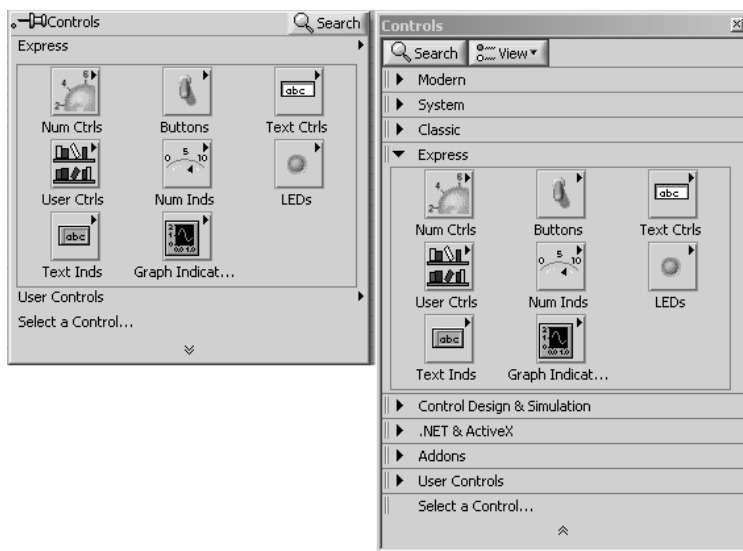 Controls Search
Express
Num Ctrls Buttons Text Ctrls
User Ctrls Num Inds LEDs
Text Inds Graph Indicat...
User Controls
Select a Control...
Controls
Search View
Modern
System
Classic
Express
Num Ctrls Buttons Text Ctrls
User Ctrls Num Inds LEDs
Text Inds Graph Indicat...
Control Design & Simulation
.NET & ActiveX
Addons
User Controls
Select a Control...